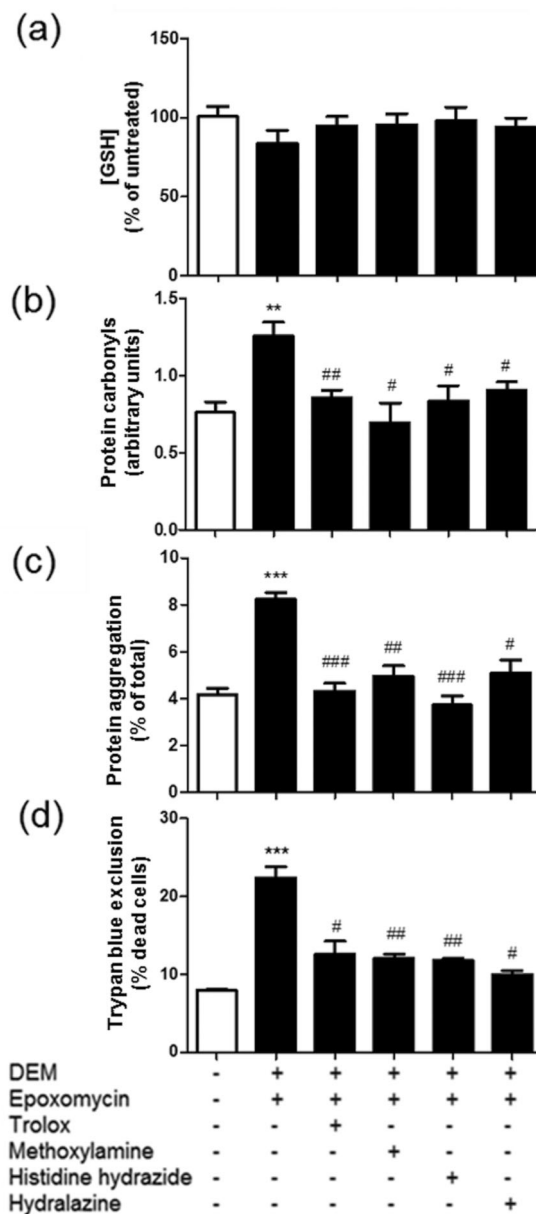 (a)
150
100
50
0
[GSH]
(% of untreated)
(b)
1.5
1.0
0.5
0.0
Protein carbonyls
(arbitrary units)
** ## # # #
(c)
10
8
6
4
2
0
Protein aggregation
(% of total)
*** ### ## ### #
(d)
30
20
10
0
Trypan blue exclusion
(% dead cells)
*** # ## ## #
DEM - + + + + +
Epoxomycin - + + + + +
Trolox - - + - - -
Methoxylamine - - - + - -
Histidine hydrazide - - - - + -
Hydralazine - - - - - +